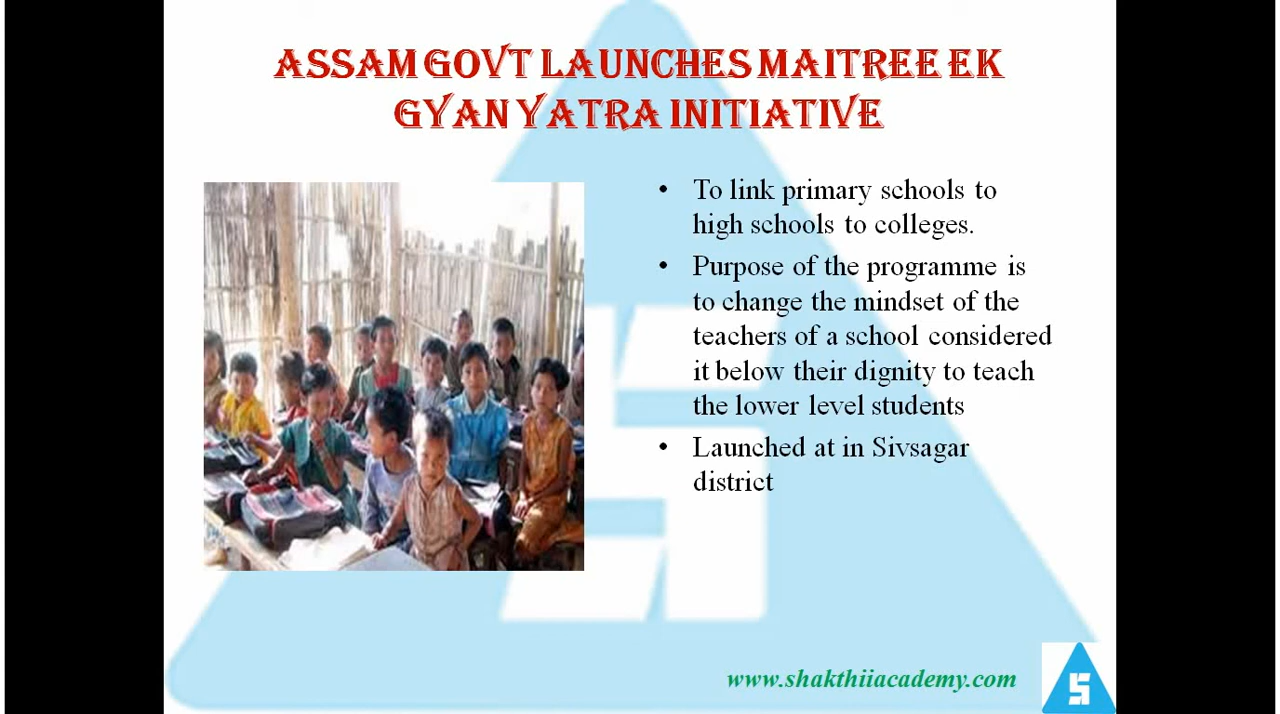 ASSAM GOVT LAUNCHES MAITREE EK
GYAN YATRA INITIATIVE
• To link primary schools to
high schools to colleges.
• Purpose of the programme is
to change the mindset of the
teachers of a school considered
it below their dignity to teach
the lower level students
• Launched at in Sivsagar
district
www.shakthiiacademy.com
S